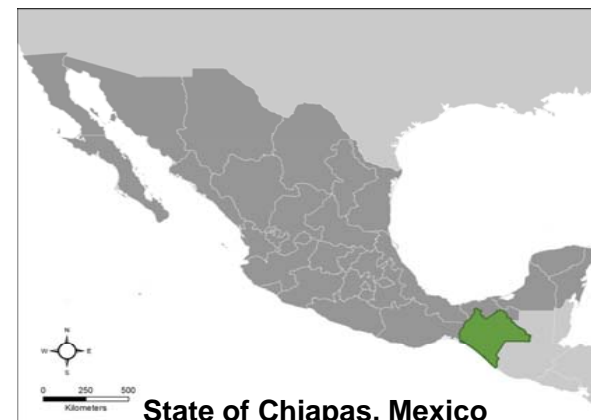 N
W E
S
0 250 500
Kilometers
State of Chiapas, Mexico